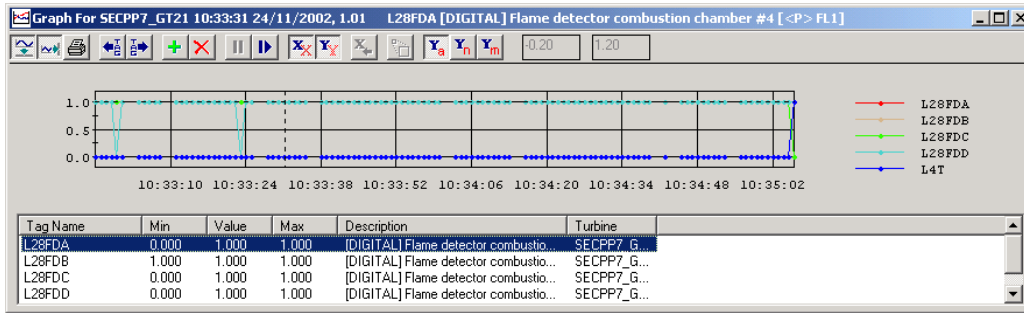 Graph For SECPP7_GT21 10:33:31 24/11/2002, 1.01 L28FDA [DIGITAL] Flame detector combustion chamber #4 [<P> FL1]
XX YY X Ya Yn Ym -0.20 1.20
1.0
0.5
0.0
10:33:10 10:33:24 10:33:38 10:33:52 10:34:06 10:34:20 10:34:34 10:34:48 10:35:02
L28FDA
L28FDB
L28FDC
L28FDD
L4T
Tag Name Min Value Max Description Turbine
L28FDA 0.000 1.000 1.000 [DIGITAL] Flame detector combustio... SECPP7_G...
L28FDB 1.000 1.000 1.000 [DIGITAL] Flame detector combustio... SECPP7_G...
L28FDC 0.000 1.000 1.000 [DIGITAL] Flame detector combustio... SECPP7_G...
L28FDD 0.000 1.000 1.000 [DIGITAL] Flame detector combustio... SECPP7_G...